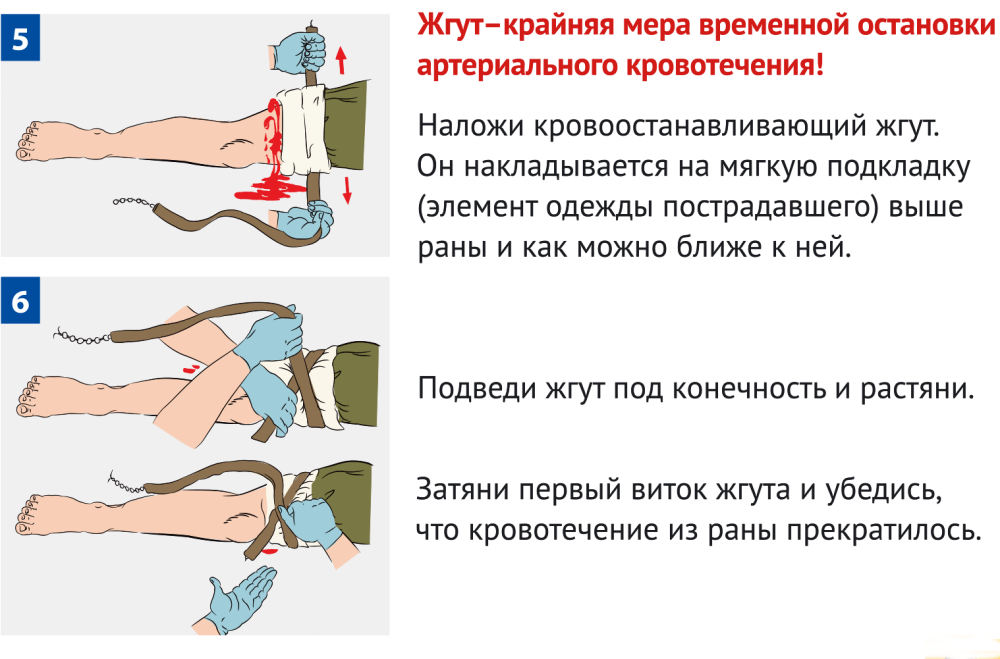 5
Жгут–крайняя мера временной остановки
артериального кровотечения!
Наложи кровоостанавливающий жгут.
Он накладывается на мягкую подкладку
(элемент одежды пострадавшего) выше
раны и как можно ближе к ней.
6
Подведи жгут под конечность и растяни.
Затяни первый виток жгута и убедись,
что кровотечение из раны прекратилось.